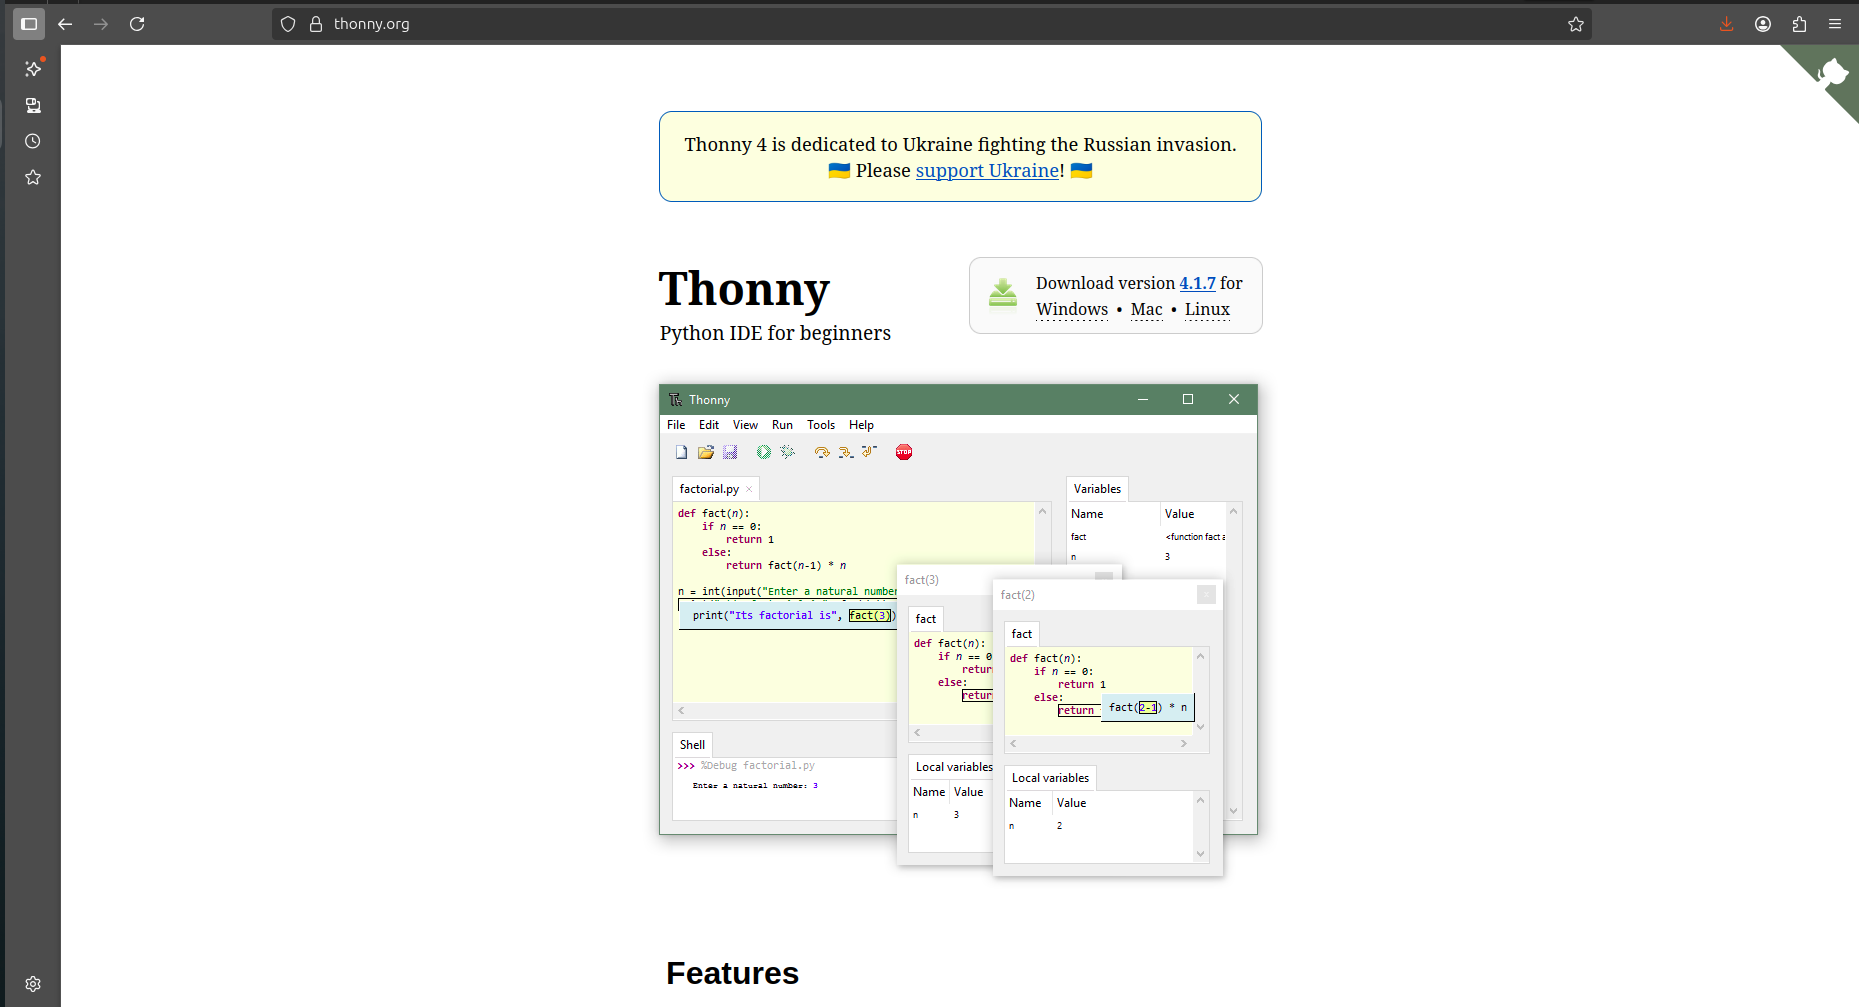 thonny.org
Thonny 4 is dedicated to Ukraine fighting the Russian invasion.
🇺🇦 Please support Ukraine! 🇺🇦
Thonny
Python IDE for beginners
Download version 4.1.7 for
Windows • Mac • Linux
Thonny
File Edit View Run Tools Help
STOP
factorial.py
def fact(n):
    if n == 0:
        return 1
    else:
        return fact(n-1) * n
n = int(input("Enter a natural number
print("Its factorial is", fact(3))
Shell
>>> %Debug factorial.py
Enter a natural number: 3
Variables
Name Value
fact <function fact a
n 3
fact(3)
fact
def fact(n):
    if n == 0
        retur
    else:
        retur
Local variables
Name Value
n 3
fact(2)
fact
def fact(n):
    if n == 0:
        return 1
    else:
        return fact(2-1) * n
Local variables
Name Value
n 2
Features